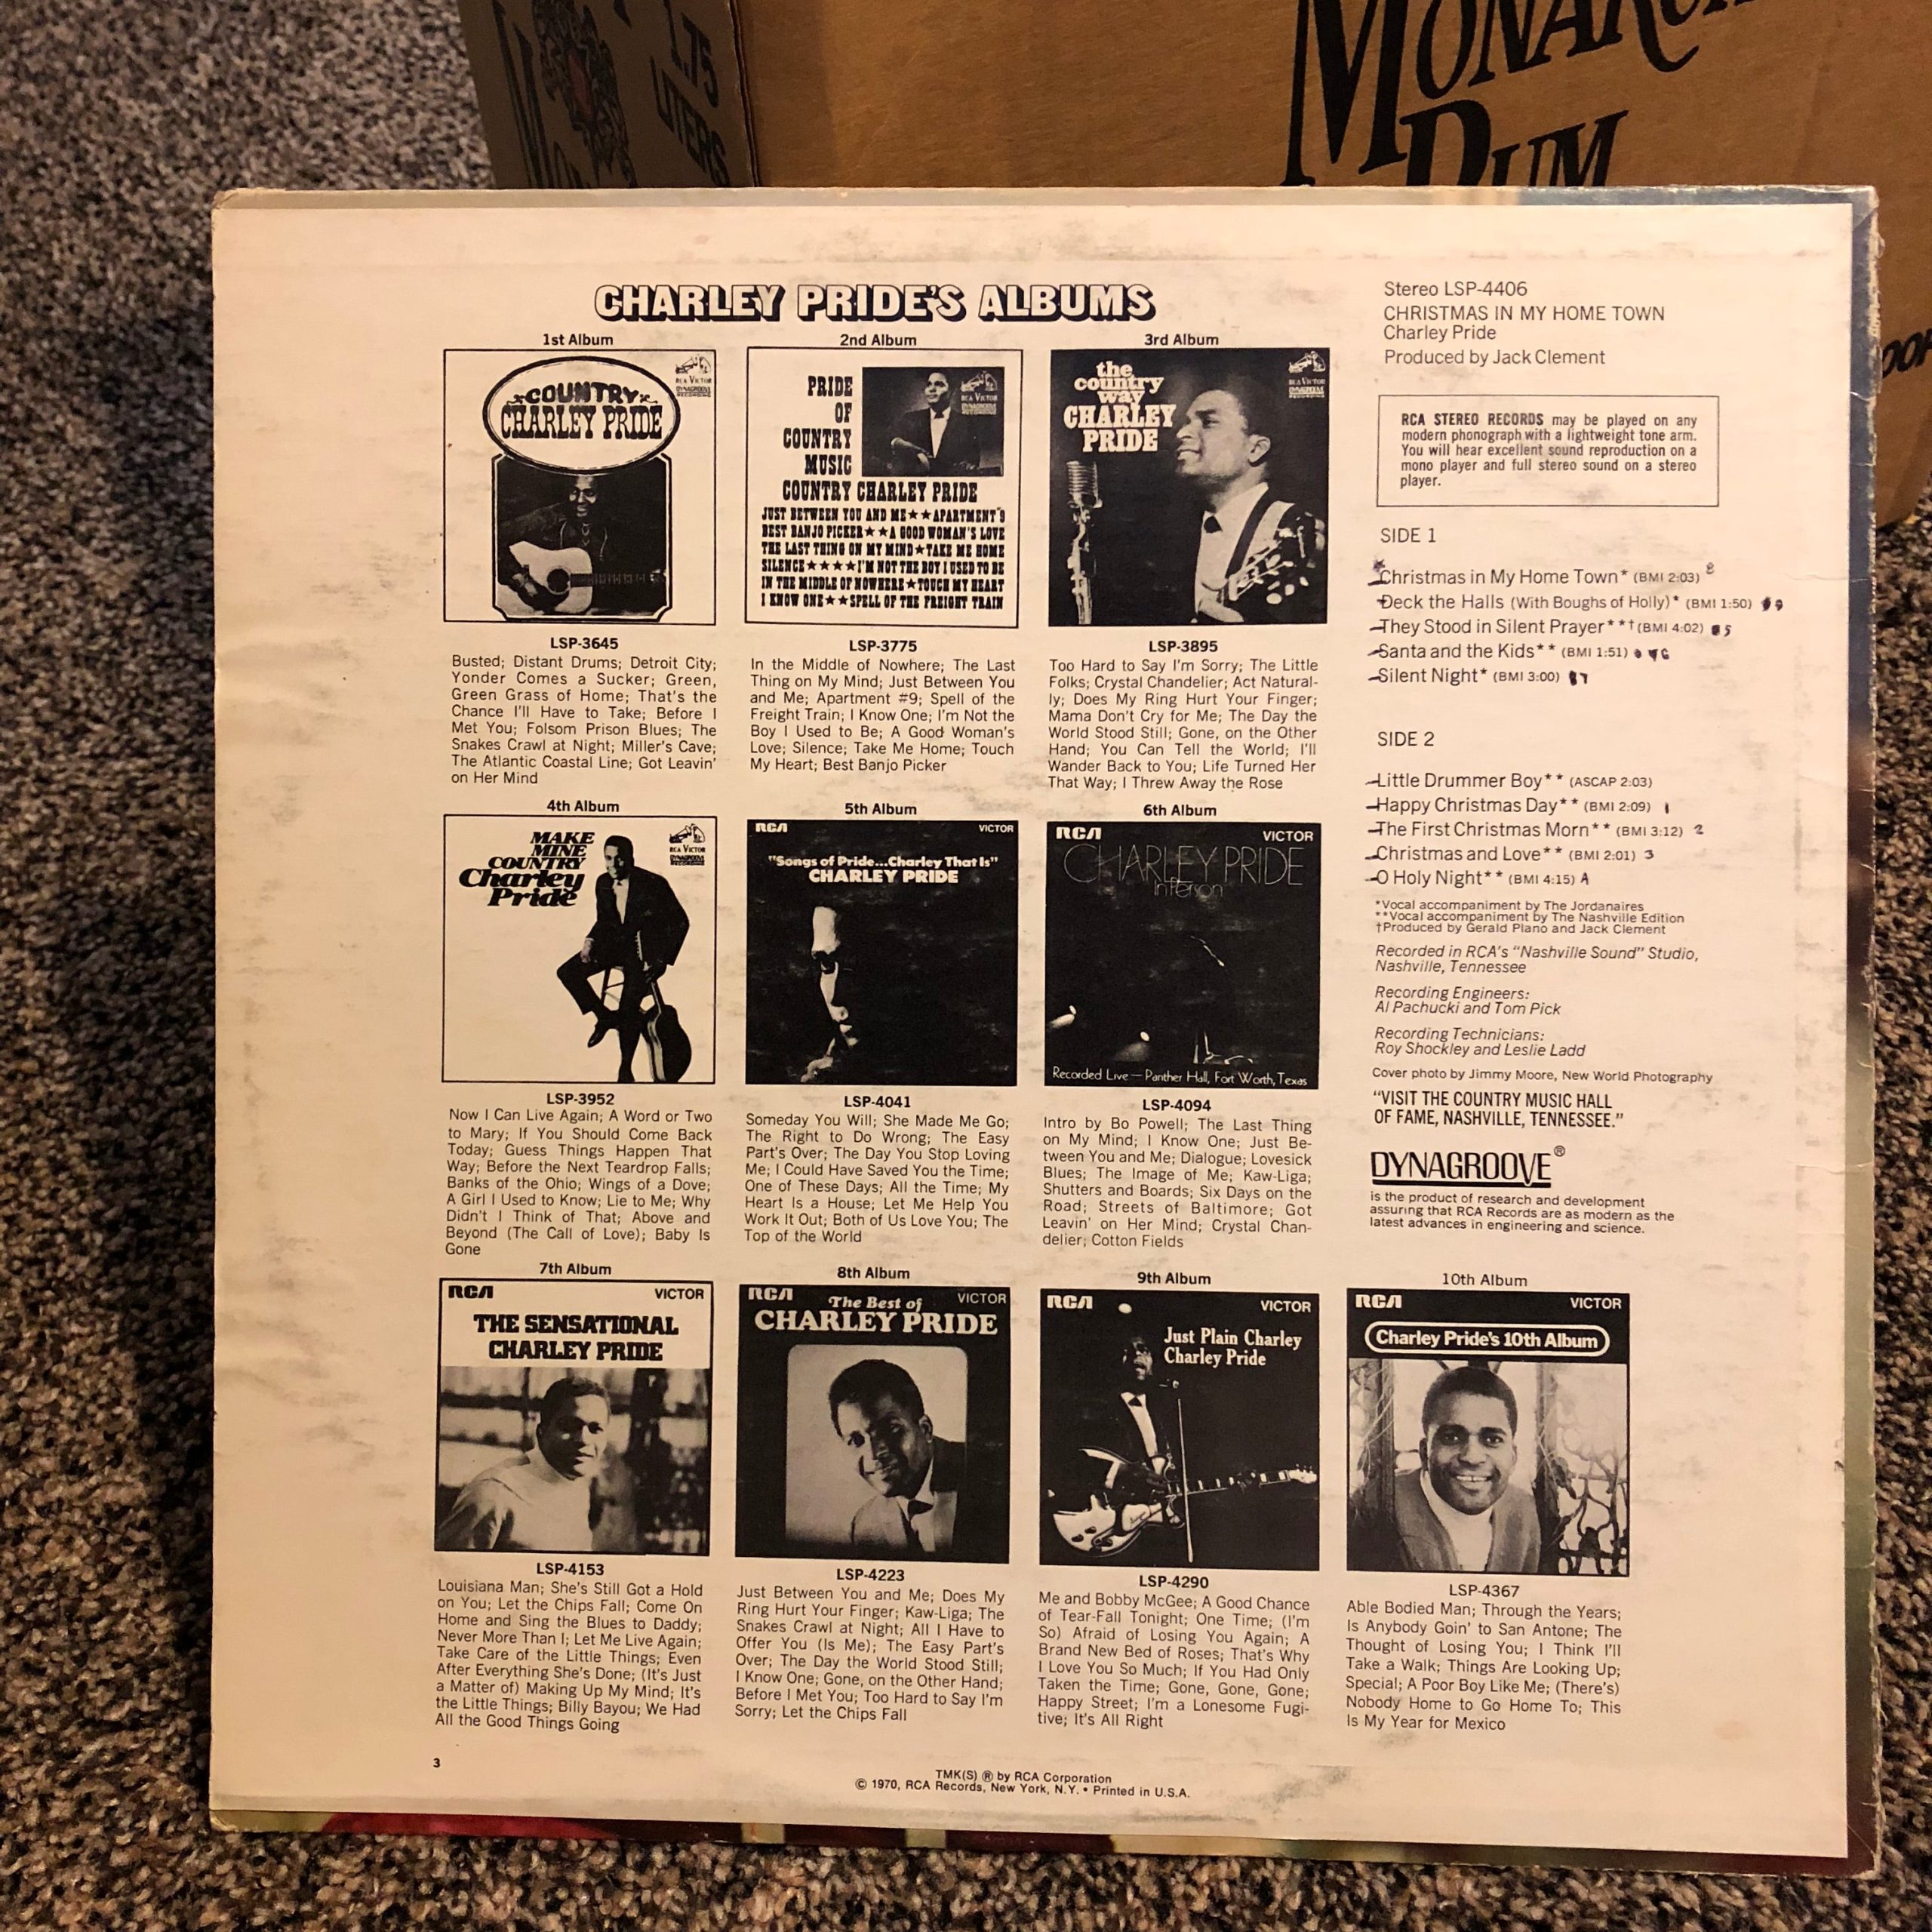 1.75
LITERS
MONARCH
RUM
CHARLEY PRIDE'S ALBUMS
1st Album
COUNTRY
CHARLEY PRIDE
RCA VICTOR
DYNAGROOVE
RECORDING
LSP-3645
Busted; Distant Drums; Detroit City;
Yonder Comes a Sucker; Green,
Green Grass of Home; That's the
Chance I'll Have to Take; Before I
Met You; Folsom Prison Blues; The
Snakes Crawl at Night; Miller's Cave;
The Atlantic Coastal Line; Got Leavin'
on Her Mind
2nd Album
PRIDE
OF
COUNTRY
MUSIC
RCA VICTOR
DYNAGROOVE
RECORDING
COUNTRY CHARLEY PRIDE
JUST BETWEEN YOU AND ME★★APARTMENT #9
BEST BANJO PICKER★★A GOOD WOMAN'S LOVE
THE LAST THING ON MY MIND★TAKE ME HOME
SILENCE★★★★I'M NOT THE BOY I USED TO BE
IN THE MIDDLE OF NOWHERE★TOUCH MY HEART
I KNOW ONE★★SPELL OF THE FREIGHT TRAIN
LSP-3775
In the Middle of Nowhere; The Last
Thing on My Mind; Just Between You
and Me; Apartment #9; Spell of the
Freight Train; I Know One; I'm Not the
Boy I Used to Be; A Good Woman's
Love; Silence; Take Me Home; Touch
My Heart; Best Banjo Picker
3rd Album
the
country
way
CHARLEY
PRIDE
RCA VICTOR
DYNAGROOVE
RECORDING
LSP-3895
Too Hard to Say I'm Sorry; The Little
Folks; Crystal Chandelier; Act Natural-
ly; Does My Ring Hurt Your Finger;
Mama Don't Cry for Me; The Day the
World Stood Still; Gone, on the Other
Hand; You Can Tell the World; I'll
Wander Back to You; Life Turned Her
That Way; I Threw Away the Rose
4th Album
MAKE
MINE
COUNTRY
Charley
Pride
RCA VICTOR
DYNAGROOVE
RECORDING
LSP-3952
Now I Can Live Again; A Word or Two
to Mary; If You Should Come Back
Today; Guess Things Happen That
Way; Before the Next Teardrop Falls;
Banks of the Ohio; Wings of a Dove;
A Girl I Used to Know; Lie to Me; Why
Didn't I Think of That; Above and
Beyond (The Call of Love); Baby Is
Gone
5th Album
RCA VICTOR
"Songs of Pride...Charley That Is"
CHARLEY PRIDE
LSP-4041
Someday You Will; She Made Me Go;
The Right to Do Wrong; The Easy
Part's Over; The Day You Stop Loving
Me; I Could Have Saved You the Time;
One of These Days; All the Time; My
Heart Is a House; Let Me Help You
Work It Out; Both of Us Love You; The
Top of the World
6th Album
RCA VICTOR
CHARLEY PRIDE
In Person
Recorded Live—Panther Hall, Fort Worth, Texas
LSP-4094
Intro by Bo Powell; The Last Thing
on My Mind; I Know One; Just Be-
tween You and Me; Dialogue; Lovesick
Blues; The Image of Me; Kaw-Liga;
Shutters and Boards; Six Days on the
Road; Streets of Baltimore; Got
Leavin' on Her Mind; Crystal Chan-
delier; Cotton Fields
7th Album
RCA VICTOR
THE SENSATIONAL
CHARLEY PRIDE
LSP-4153
Louisiana Man; She's Still Got a Hold
on You; Let the Chips Fall; Come On
Home and Sing the Blues to Daddy;
Never More Than I; Let Me Live Again;
Take Care of the Little Things; Even
After Everything She's Done; (It's Just
a Matter of) Making Up My Mind; It's
the Little Things; Billy Bayou; We Had
All the Good Things Going
8th Album
RCA VICTOR
The Best of
CHARLEY PRIDE
LSP-4223
Just Between You and Me; Does My
Ring Hurt Your Finger; Kaw-Liga; The
Snakes Crawl at Night; All I Have to
Offer You (Is Me); The Easy Part's
Over; The Day the World Stood Still;
I Know One; Gone, on the Other Hand;
Before I Met You; Too Hard to Say I'm
Sorry; Let the Chips Fall
9th Album
RCA VICTOR
Just Plain Charley
Charley Pride
LSP-4290
Me and Bobby McGee; A Good Chance
of Tear-Fall Tonight; One Time; (I'm
So) Afraid of Losing You Again; A
Brand New Bed of Roses; That's Why
I Love You So Much; If You Had Only
Taken the Time; Gone, Gone, Gone;
Happy Street; I'm a Lonesome Fugi-
tive; It's All Right
10th Album
RCA VICTOR
Charley Pride's 10th Album
LSP-4367
Able Bodied Man; Through the Years;
Is Anybody Goin' to San Antone; The
Thought of Losing You; I Think I'll
Take a Walk; Things Are Looking Up;
Special; A Poor Boy Like Me; (There's)
Nobody Home to Go Home To; This
Is My Year for Mexico
Stereo LSP-4406
CHRISTMAS IN MY HOME TOWN
Charley Pride
Produced by Jack Clement
RCA STEREO RECORDS may be played on any
modern phonograph with a lightweight tone arm.
You will hear excellent sound reproduction on a
mono player and full stereo sound on a stereo
player.
SIDE 1
Christmas in My Home Town* (BMI 2:03) 8
Deck the Halls (With Boughs of Holly)* (BMI 1:50) 9
They Stood in Silent Prayer**† (BMI 4:02) 5
Santa and the Kids** (BMI 1:51) 6
Silent Night* (BMI 3:00) 7
SIDE 2
Little Drummer Boy** (ASCAP 2:03)
Happy Christmas Day** (BMI 2:09) 1
The First Christmas Morn** (BMI 3:12) 2
Christmas and Love** (BMI 2:01) 3
O Holy Night** (BMI 4:15)
*Vocal accompaniment by The Jordanaires
**Vocal accompaniment by The Nashville Edition
†Produced by Gerald Plano and Jack Clement
Recorded in RCA's "Nashville Sound" Studio,
Nashville, Tennessee
Recording Engineers:
Al Pachucki and Tom Pick
Recording Technicians:
Roy Shockley and Leslie Ladd
Cover photo by Jimmy Moore, New World Photography
"VISIT THE COUNTRY MUSIC HALL
OF FAME, NASHVILLE, TENNESSEE."
DYNAGROOVE®
is the product of research and development
assuring that RCA Records are as modern as the
latest advances in engineering and science.
3
TMK(S) ® by RCA Corporation
© 1970, RCA Records, New York, N.Y. • Printed in U.S.A.